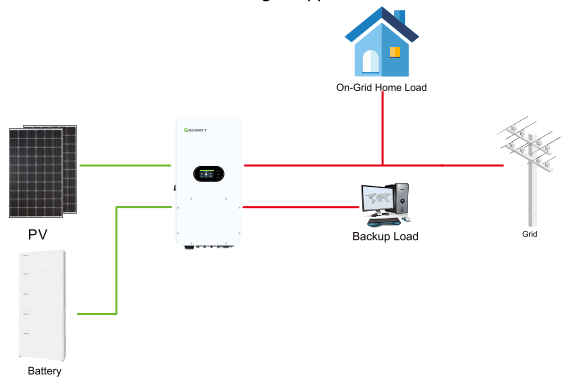 On-Grid Home Load
GROWATT
PV
Backup Load
Grid
Battery